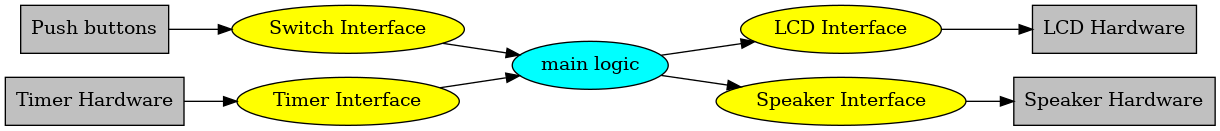 Push buttons
Switch Interface
LCD Interface
LCD Hardware
main logic
Timer Hardware
Timer Interface
Speaker Interface
Speaker Hardware